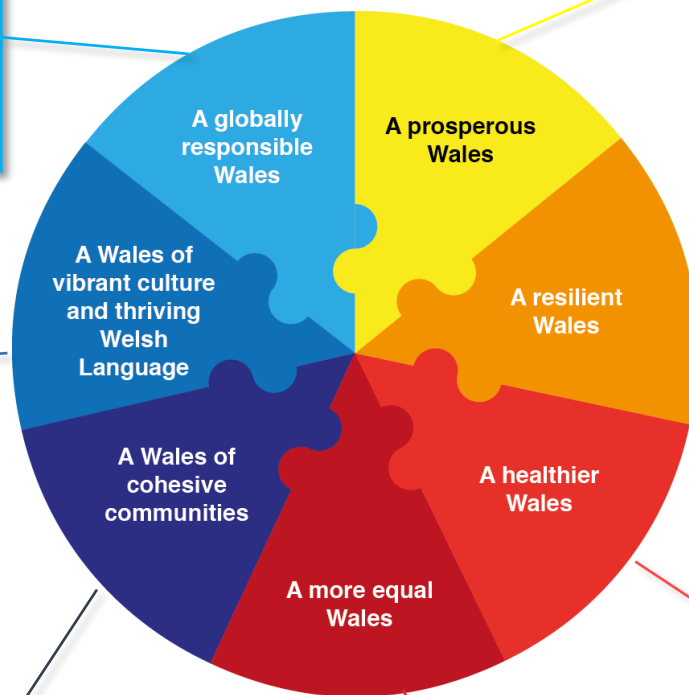 A globally
responsible
Wales
A prosperous
Wales
A resilient
Wales
A healthier
Wales
A more equal
Wales
A Wales of
cohesive
communities
A Wales of
vibrant culture
and thriving
Welsh
Language